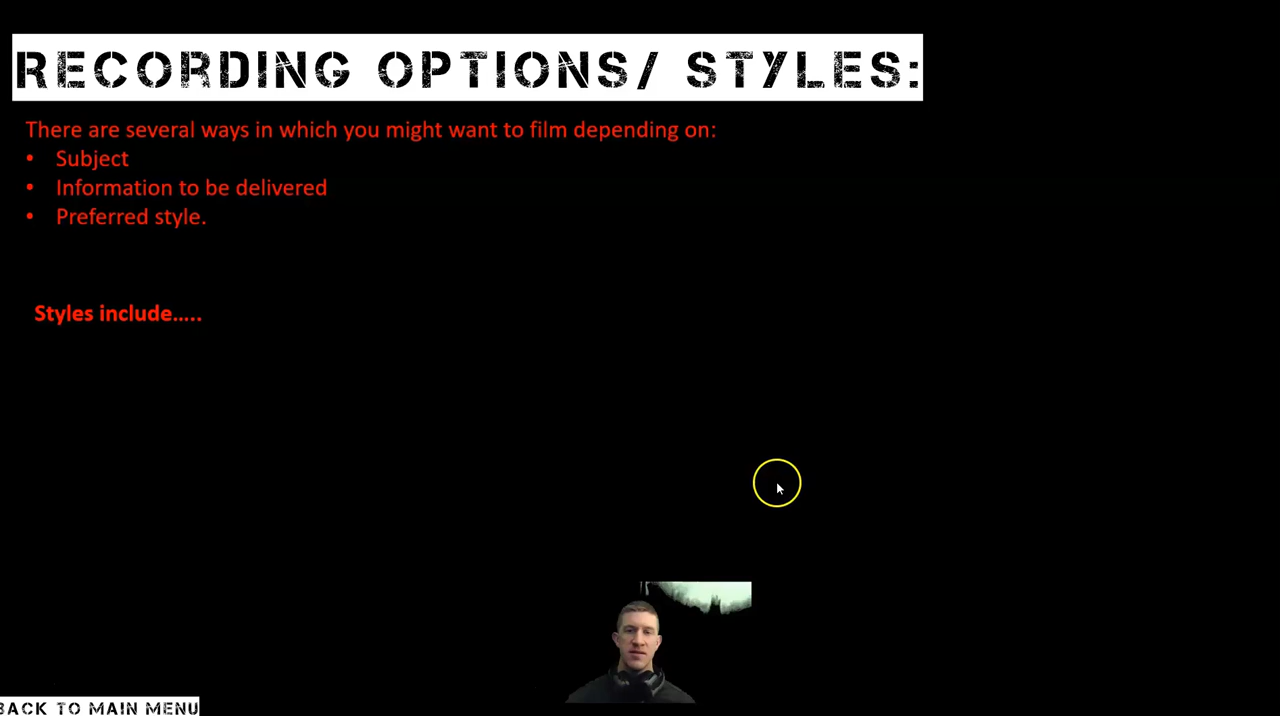 RECORDING OPTIONS/ STYLES:
There are several ways in which you might want to film depending on:
• Subject
• Information to be delivered
• Preferred style.
Styles include…..
BACK TO MAIN MENU